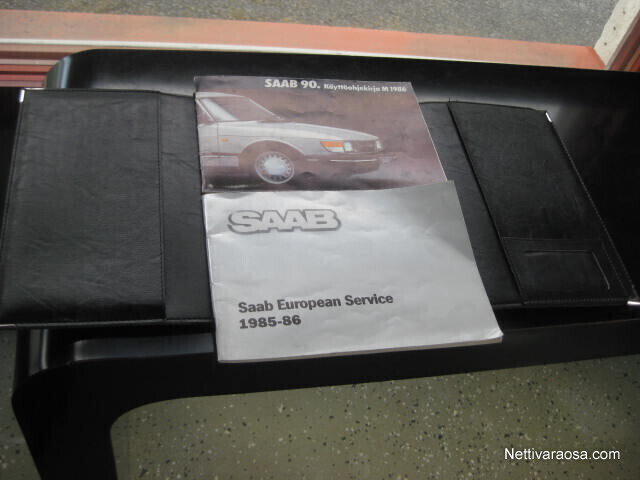 SAAB 90. Käyttöohjekirja M 1986
SAAB
Saab European Service
1985-86
Nettivaraosa.com